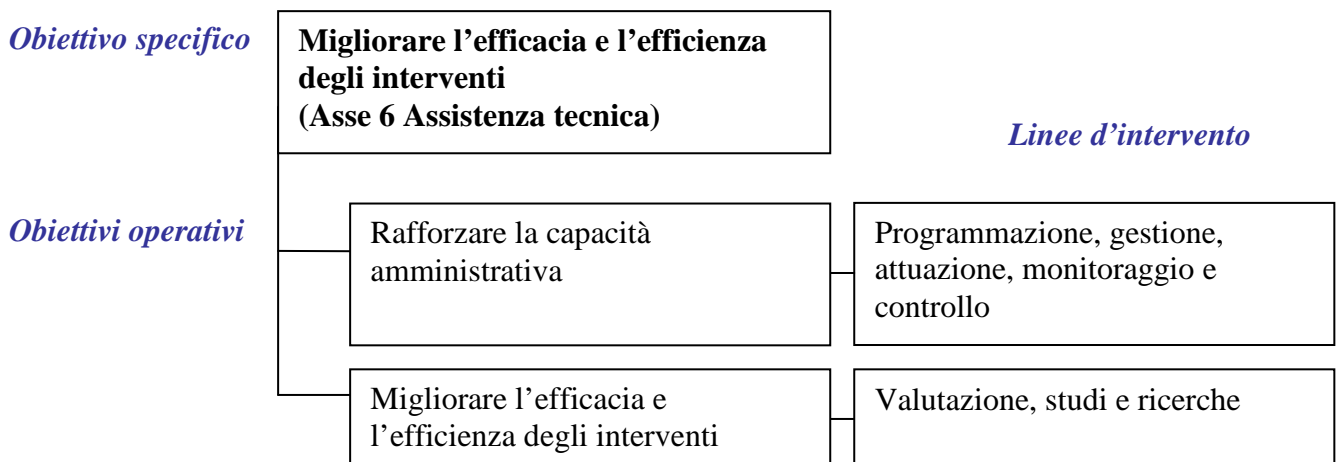 Obiettivo specifico
Migliorare l’efficacia e l’efficienza
degli interventi
(Asse 6 Assistenza tecnica)
Linee d’intervento
Obiettivi operativi
Rafforzare la capacità
amministrativa
Programmazione, gestione,
attuazione, monitoraggio e
controllo
Migliorare l’efficacia e
l’efficienza degli interventi
Valutazione, studi e ricerche